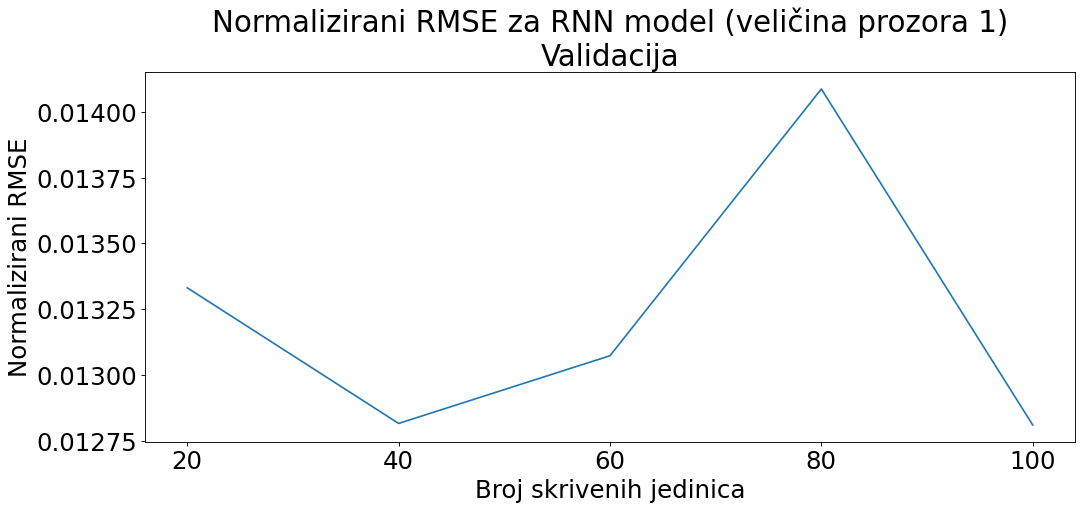 Normalizirani RMSE za RNN model (veličina prozora 1)
Validacija
Normalizirani RMSE
0.01400
0.01375
0.01350
0.01325
0.01300
0.01275
20 40 60 80 100
Broj skrivenih jedinica